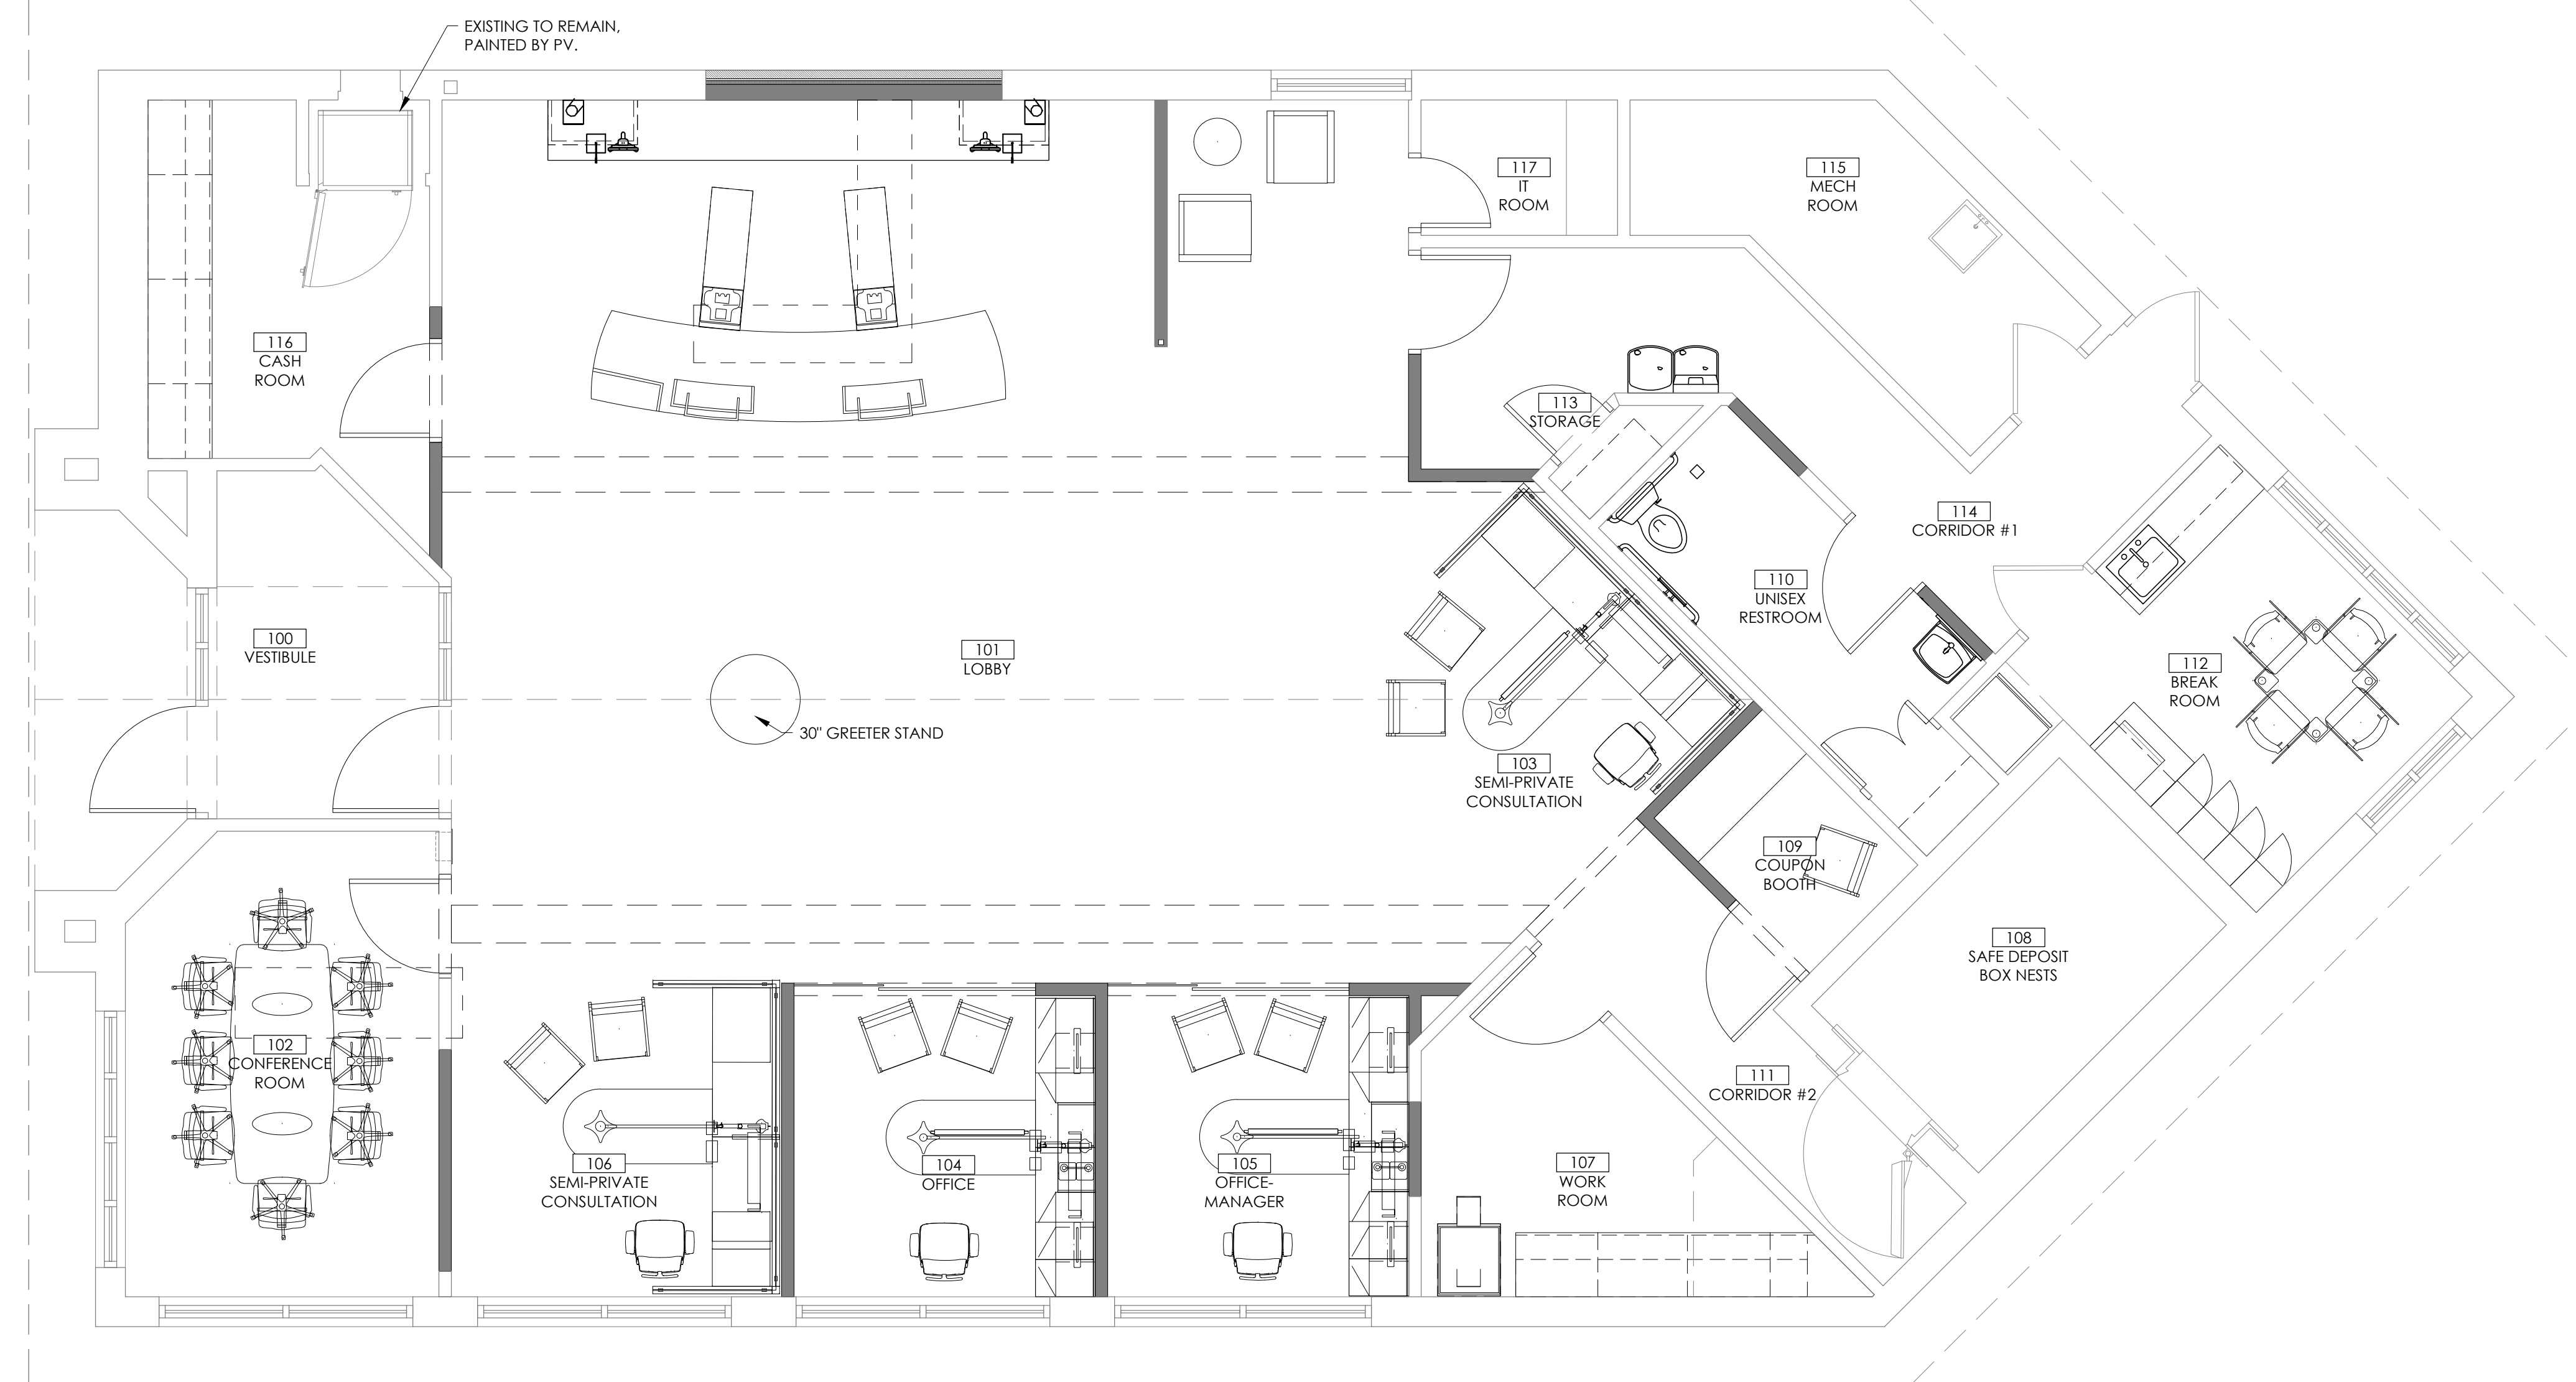 EXISTING TO REMAIN,
PAINTED BY PV.
117
IT
ROOM
115
MECH
ROOM
116
CASH
ROOM
113
STORAGE
114
CORRIDOR #1
110
UNISEX
RESTROOM
100
VESTIBULE
101
LOBBY
112
BREAK
ROOM
30" GREETER STAND
103
SEMI-PRIVATE
CONSULTATION
109
COUPON
BOOTH
108
SAFE DEPOSIT
BOX NESTS
102
CONFERENCE
ROOM
111
CORRIDOR #2
106
SEMI-PRIVATE
CONSULTATION
104
OFFICE
105
OFFICE-
MANAGER
107
WORK
ROOM